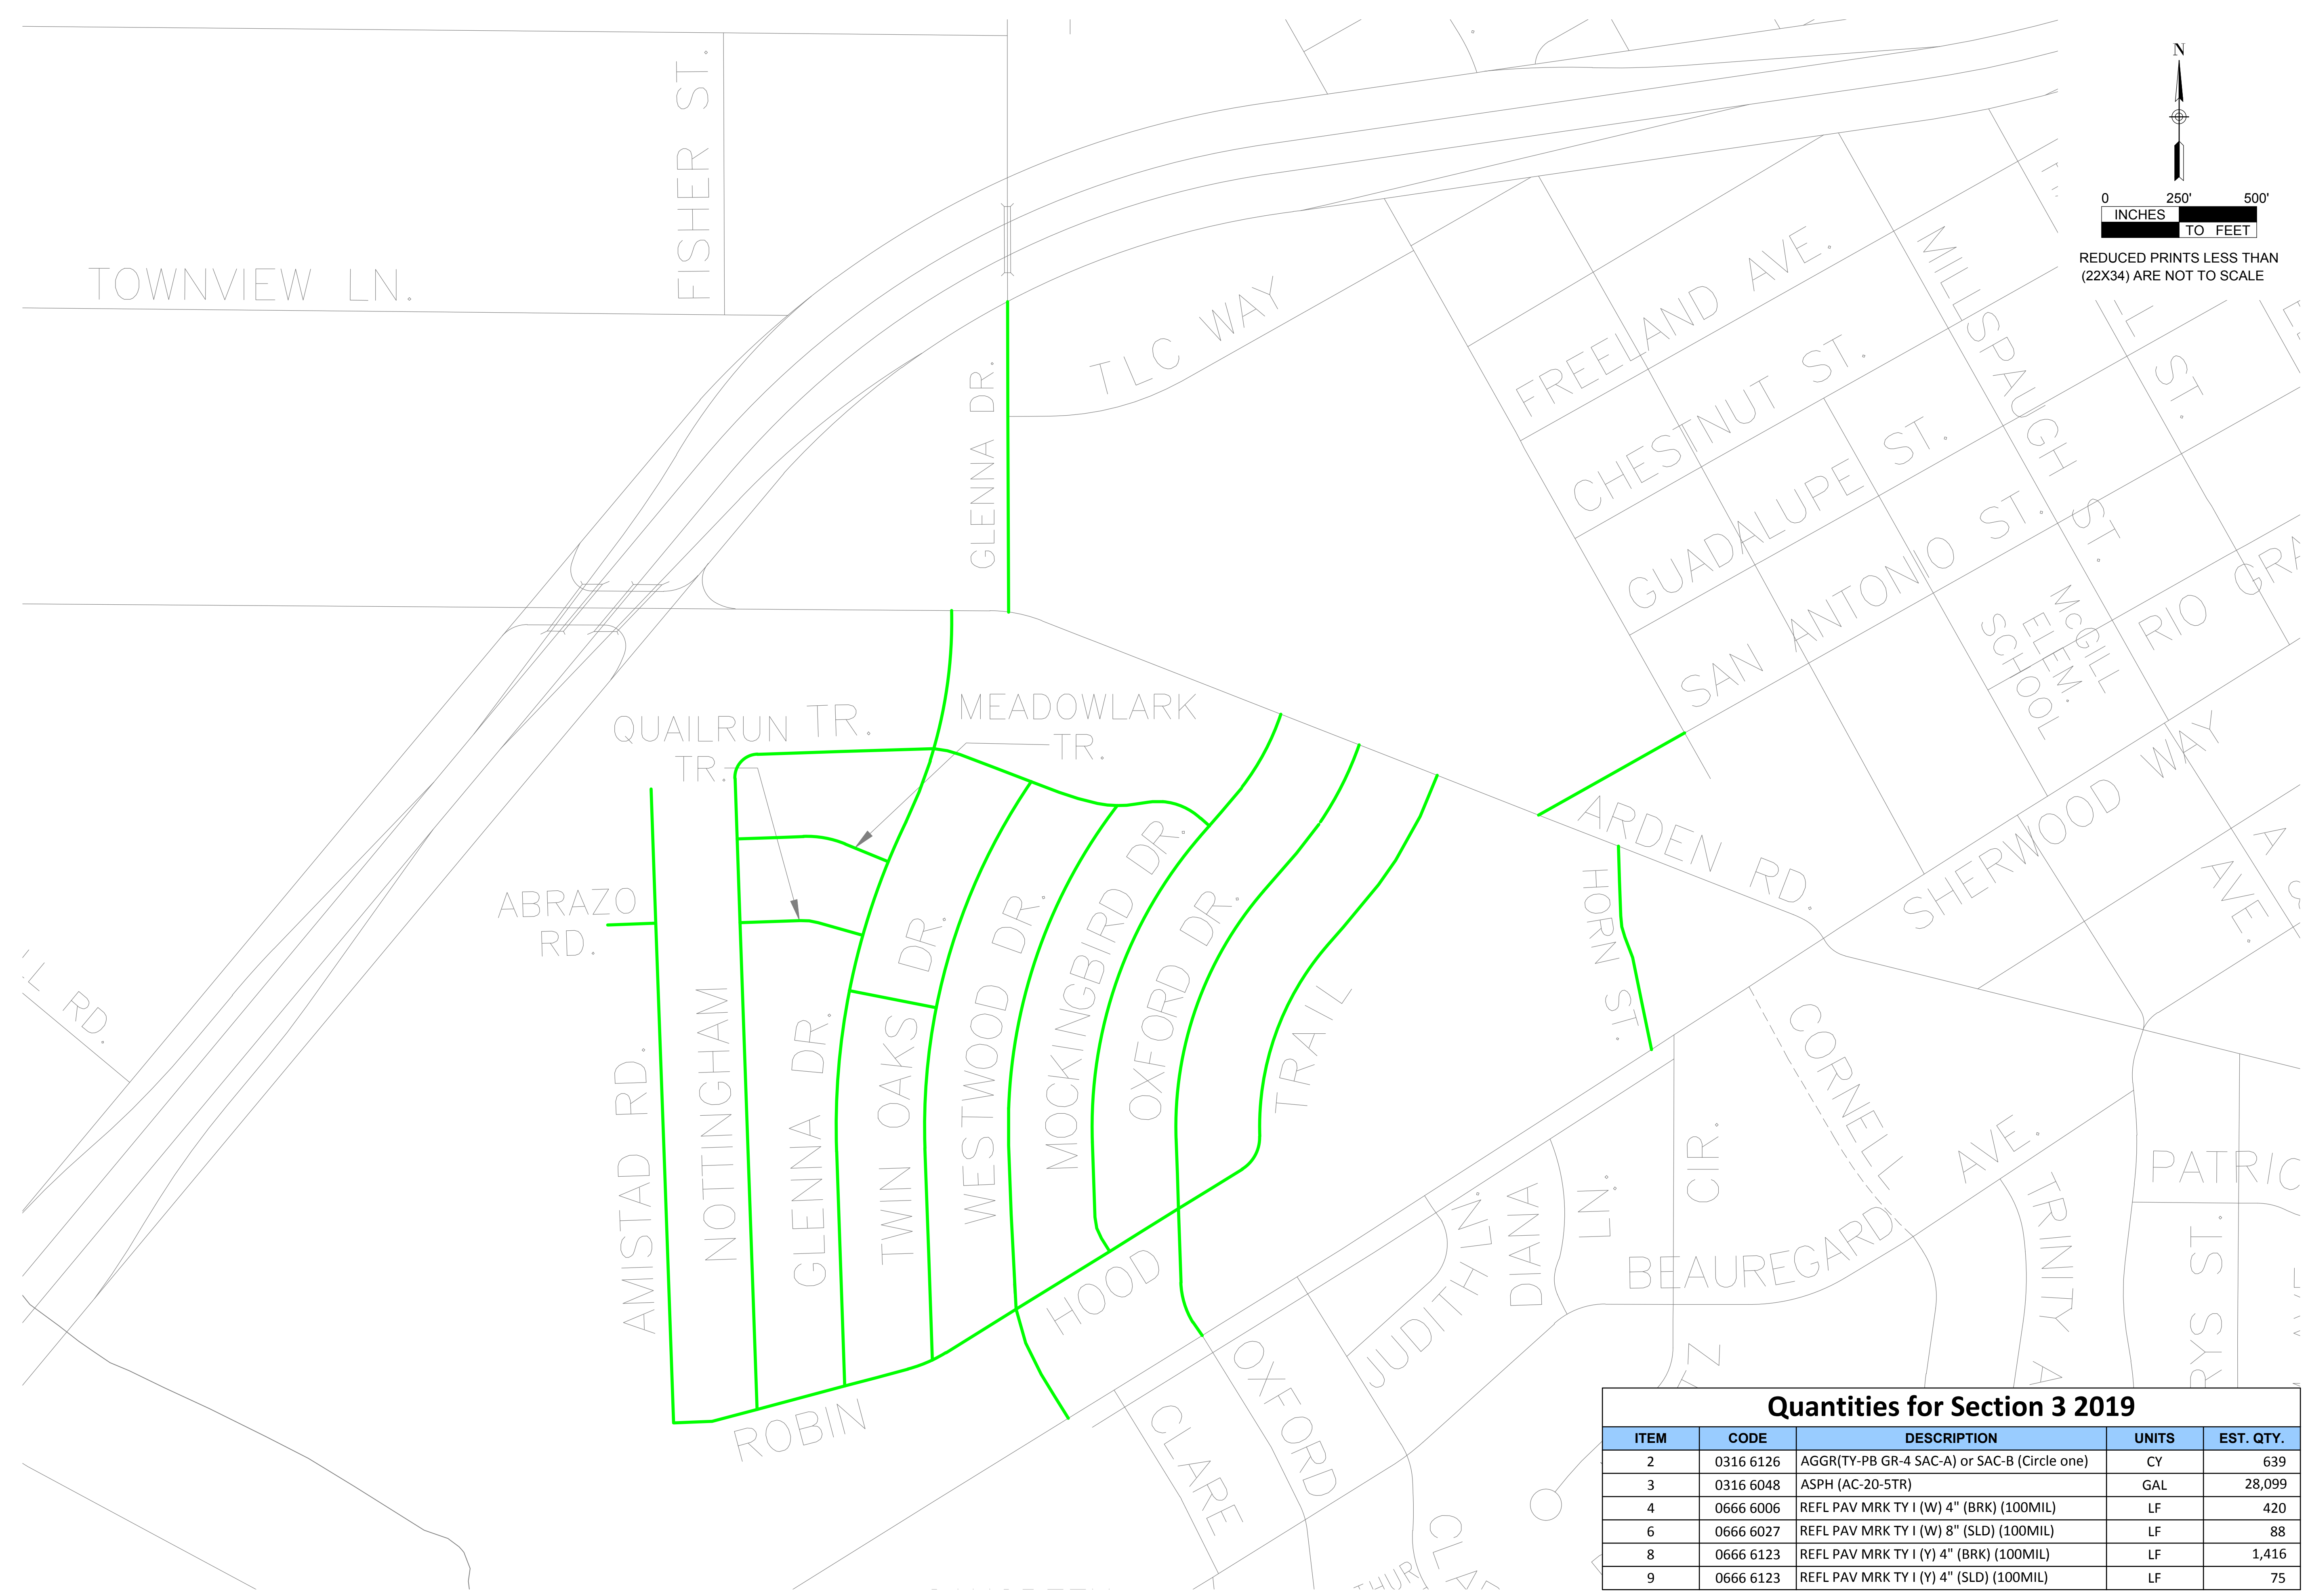 N
0 250' 500'
INCHES
TO FEET
REDUCED PRINTS LESS THAN
(22X34) ARE NOT TO SCALE
FISHER ST.
TOWNVIEW LN.
GLENNA DR.
TLC WAY
FREELAND AVE.
CHESTNUT ST.
GUADALUPE ST.
SAN ANTONIO ST.
MILLSPAUGH ST.
ST.
RIO GRA
MCGILL
ELEM.
SCHOOL
SHERWOOD WAY
QUAILRUN TR.
TR.
MEADOWLARK
TR.
ABRAZO
RD.
RD.
AMISTAD RD.
NOTTINGHAM
GLENNA DR.
TWIN OAKS DR.
WESTWOOD DR.
MOCKINGBIRD DR.
OXFORD DR.
TRAIL
ROBIN
HOOD
ARDEN RD.
HORN ST.
AVE.
CORNELL
AVE.
CIR.
LN.
DIANA
JUDITH LN.
BEAUREGARD
TRINITY
PATRIC
RYS ST.
OXFORD
CLARE
Quantities for Section 3 2019
ITEM CODE DESCRIPTION UNITS EST. QTY.
2 0316 6126 AGGR(TY-PB GR-4 SAC-A) or SAC-B (Circle one) CY 639
3 0316 6048 ASPH (AC-20-5TR) GAL 28,099
4 0666 6006 REFL PAV MRK TY I (W) 4" (BRK) (100MIL) LF 420
6 0666 6027 REFL PAV MRK TY I (W) 8" (SLD) (100MIL) LF 88
8 0666 6123 REFL PAV MRK TY I (Y) 4" (BRK) (100MIL) LF 1,416
9 0666 6123 REFL PAV MRK TY I (Y) 4" (SLD) (100MIL) LF 75